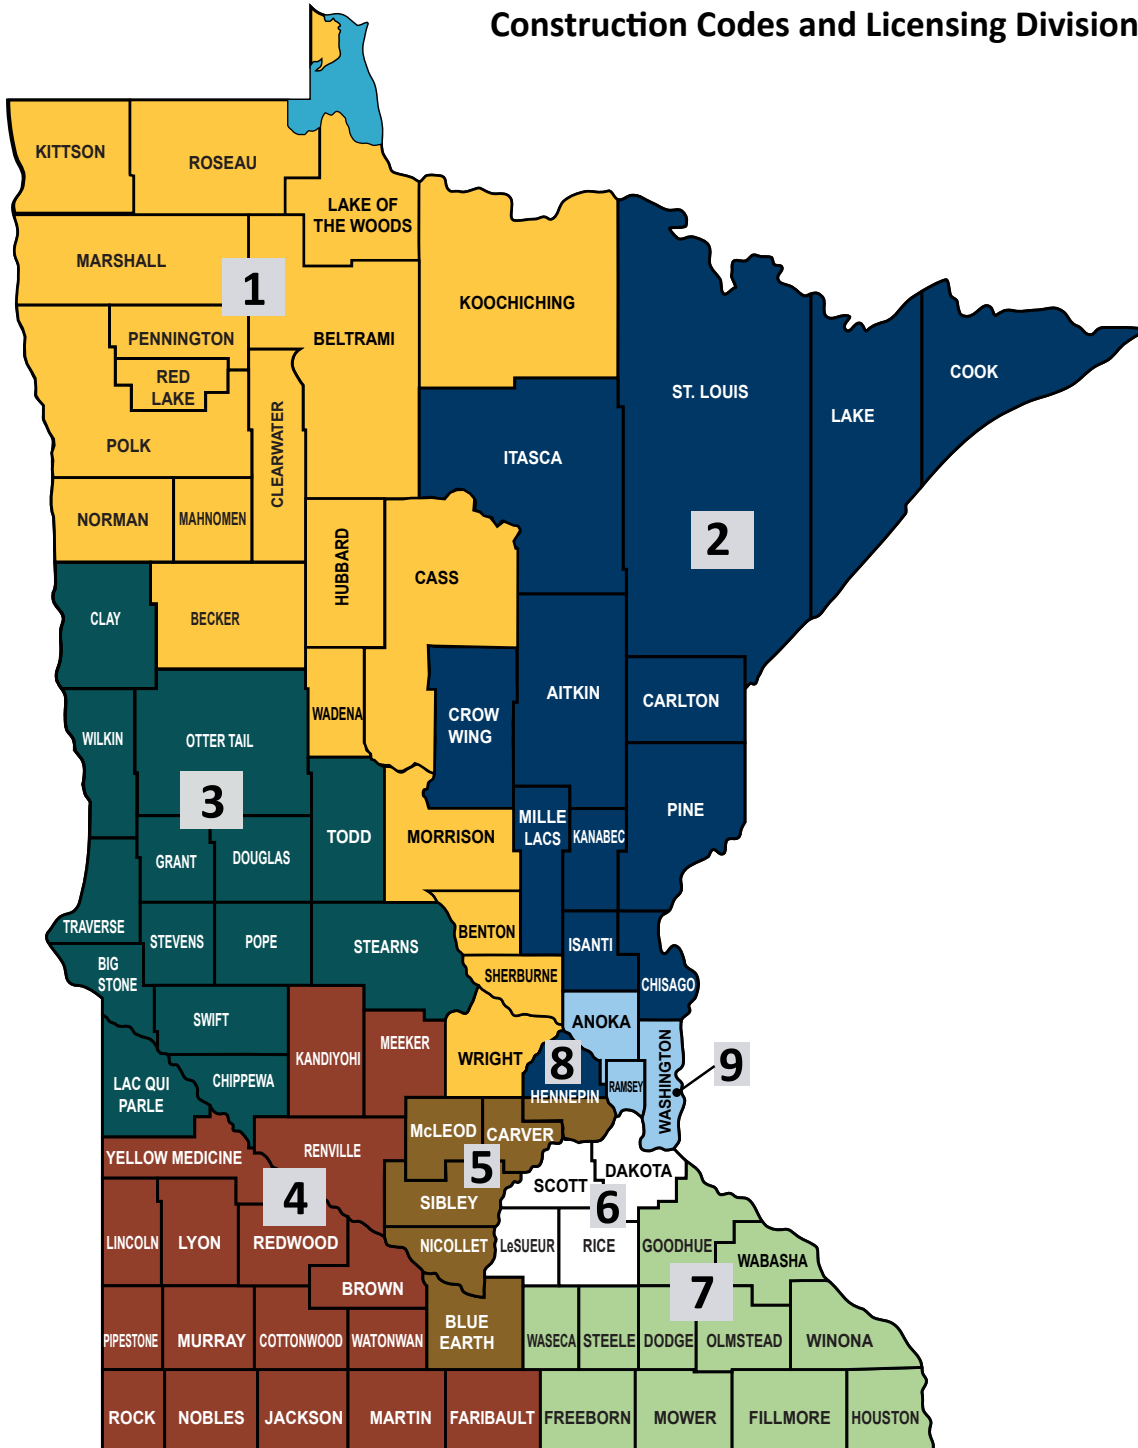 Construction Codes and Licensing Division
KITTSON
ROSEAU
LAKE OF
THE WOODS
MARSHALL
1
KOOCHICHING
PENNINGTON
BELTRAMI
RED
LAKE
COOK
ST. LOUIS
LAKE
POLK
CLEARWATER
ITASCA
NORMAN
MAHNOMEN
2
HUBBARD
CASS
CLAY
BECKER
AITKIN
CARLTON
WADENA
CROW
WING
WILKIN
OTTER TAIL
3
PINE
MILLE
LACS
KANABEC
TODD
MORRISON
GRANT
DOUGLAS
TRAVERSE
STEVENS
POPE
STEARNS
BENTON
ISANTI
BIG
STONE
SHERBURNE
CHISAGO
SWIFT
ANOKA
MEEKER
KANDIYOHI
WRIGHT
8
WASHINGTON
9
CHIPPEWA
LAC QUI
PARLE
HENNEPIN
RAMSEY
McLEOD
CARVER
YELLOW MEDICINE
RENVILLE
5
DAKOTA
SCOTT
4
SIBLEY
6
LINCOLN
LYON
REDWOOD
NICOLLET
LeSUEUR
RICE
GOODHUE
WABASHA
BROWN
7
BLUE
EARTH
PIPESTONE
MURRAY
COTTONWOOD
WATONWAN
WASECA
STEELE
DODGE
OLMSTEAD
WINONA
ROCK
NOBLES
JACKSON
MARTIN
FARIBAULT
FREEBORN
MOWER
FILLMORE
HOUSTON